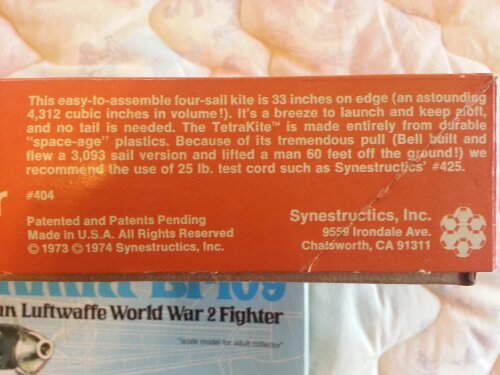 This easy-to-assemble four-sail kite is 33 inches on edge (an astounding
4,312 cubic inches in volume!). It's a breeze to launch and keep aloft,
and no tail is needed. The TetraKite™ is made entirely from durable
"space-age" plastics. Because of its tremendous pull (Bell built and
flew a 3,093 sail version and lifted a man 60 feet off the ground!) we
recommend the use of 25 lb. test cord such as Synestructics' #425.
#404
Patented and Patents Pending
Made in U.S.A. All Rights Reserved
© 1973 © 1974 Synestructics, Inc.
Synestructics, Inc.
9559 Irondale Ave.
Chatsworth, CA 91311
Luftwaffe World War 2 Fighter
"scale model for adult collector"